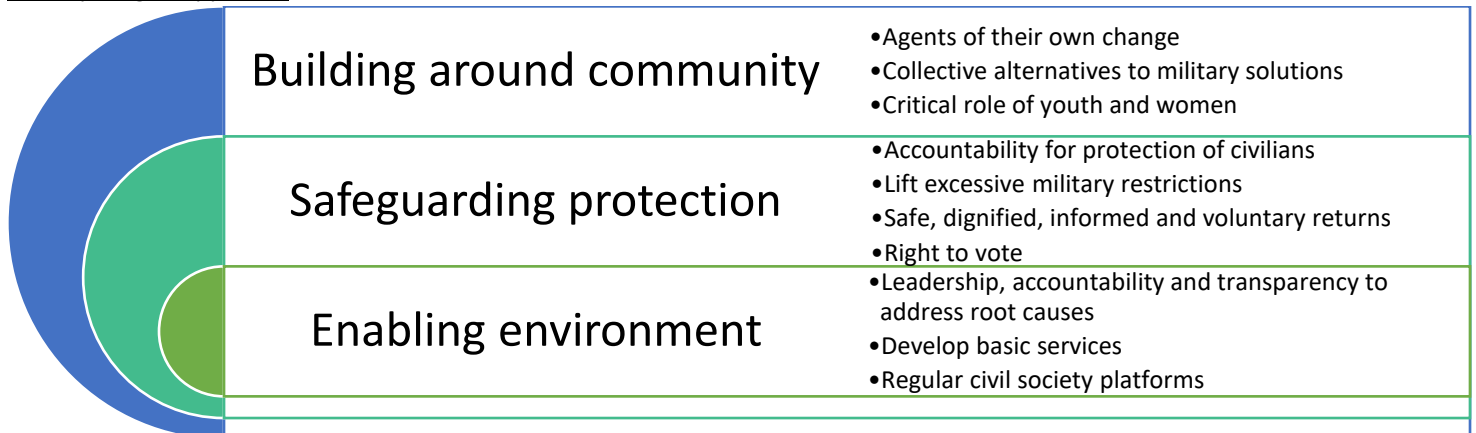 Building around community
•Agents of their own change
•Collective alternatives to military solutions
•Critical role of youth and women
Safeguarding protection
•Accountability for protection of civilians
•Lift excessive military restrictions
•Safe, dignified, informed and voluntary returns
•Right to vote
Enabling environment
•Leadership, accountability and transparency to
address root causes
•Develop basic services
•Regular civil society platforms